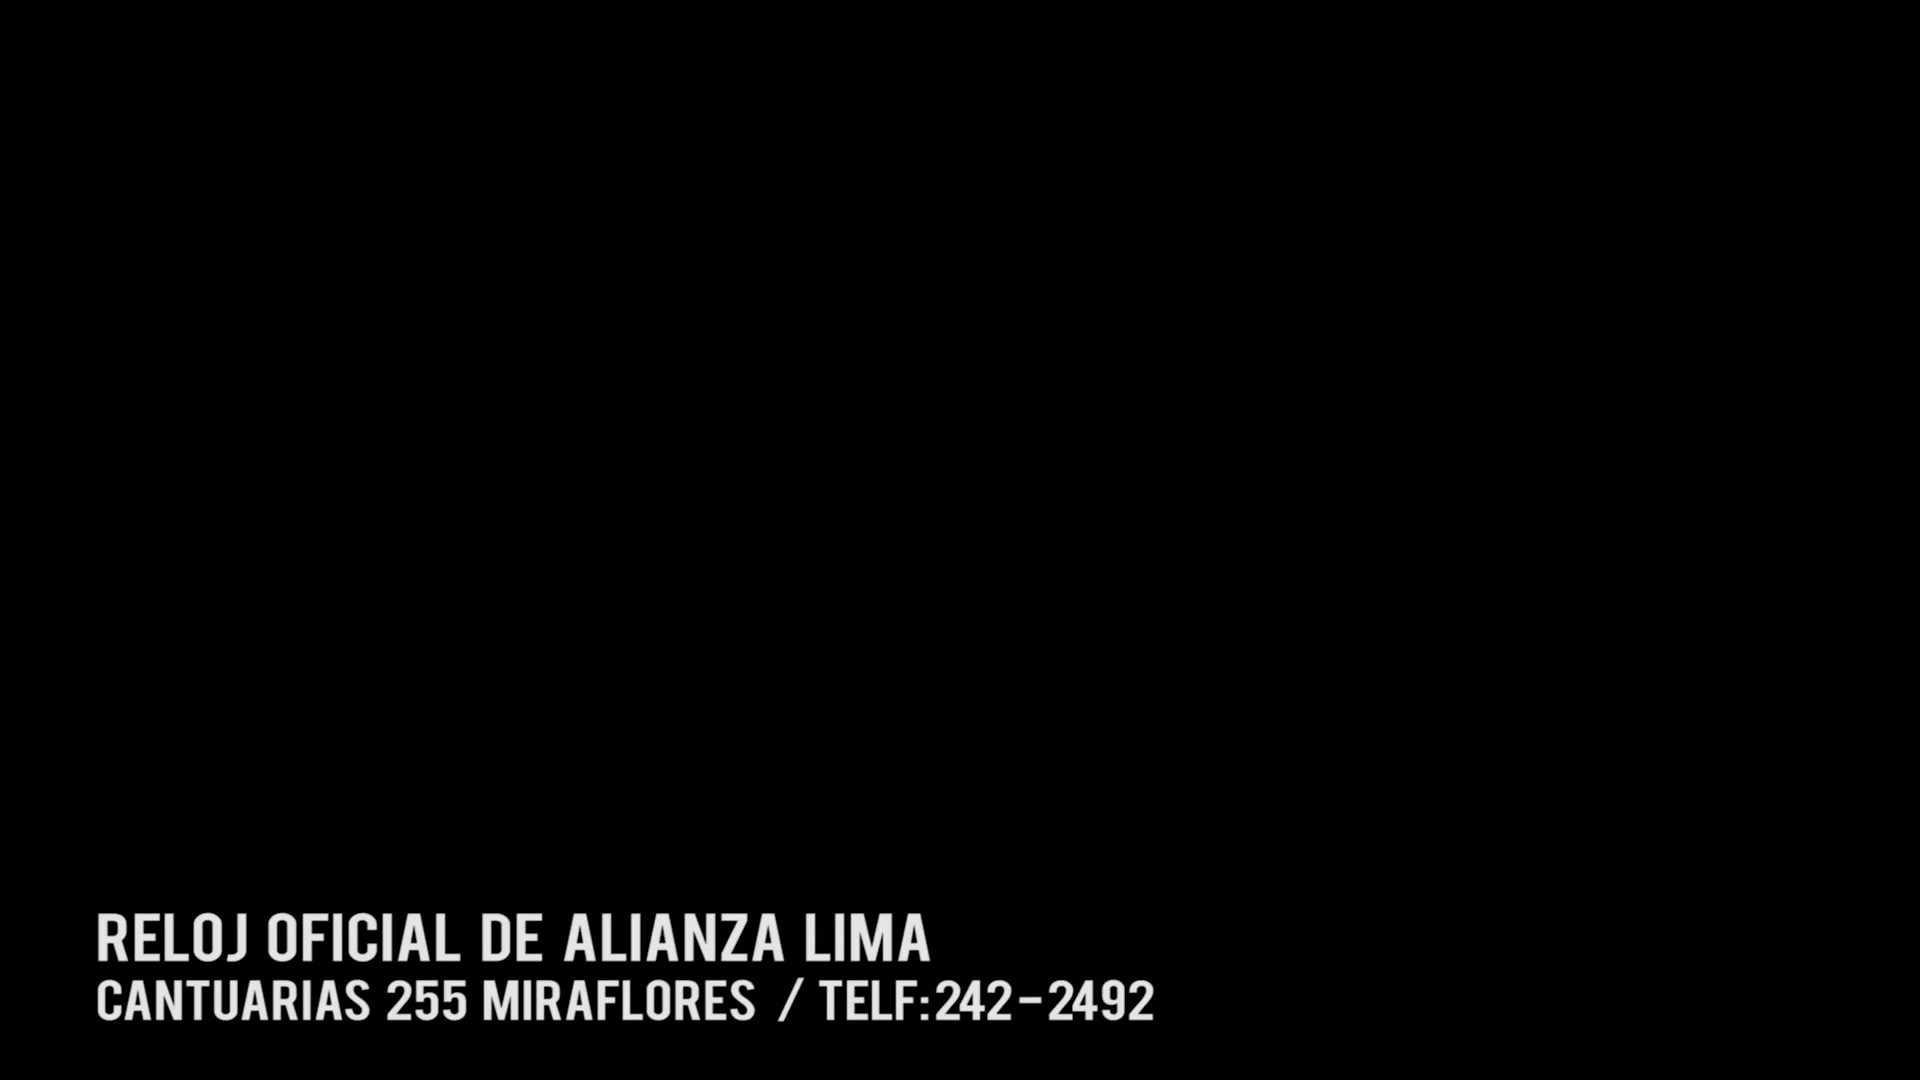 RELOJ OFICIAL DE ALIANZA LIMA
CANTUARIAS 255 MIRAFLORES / TELF:242-2492